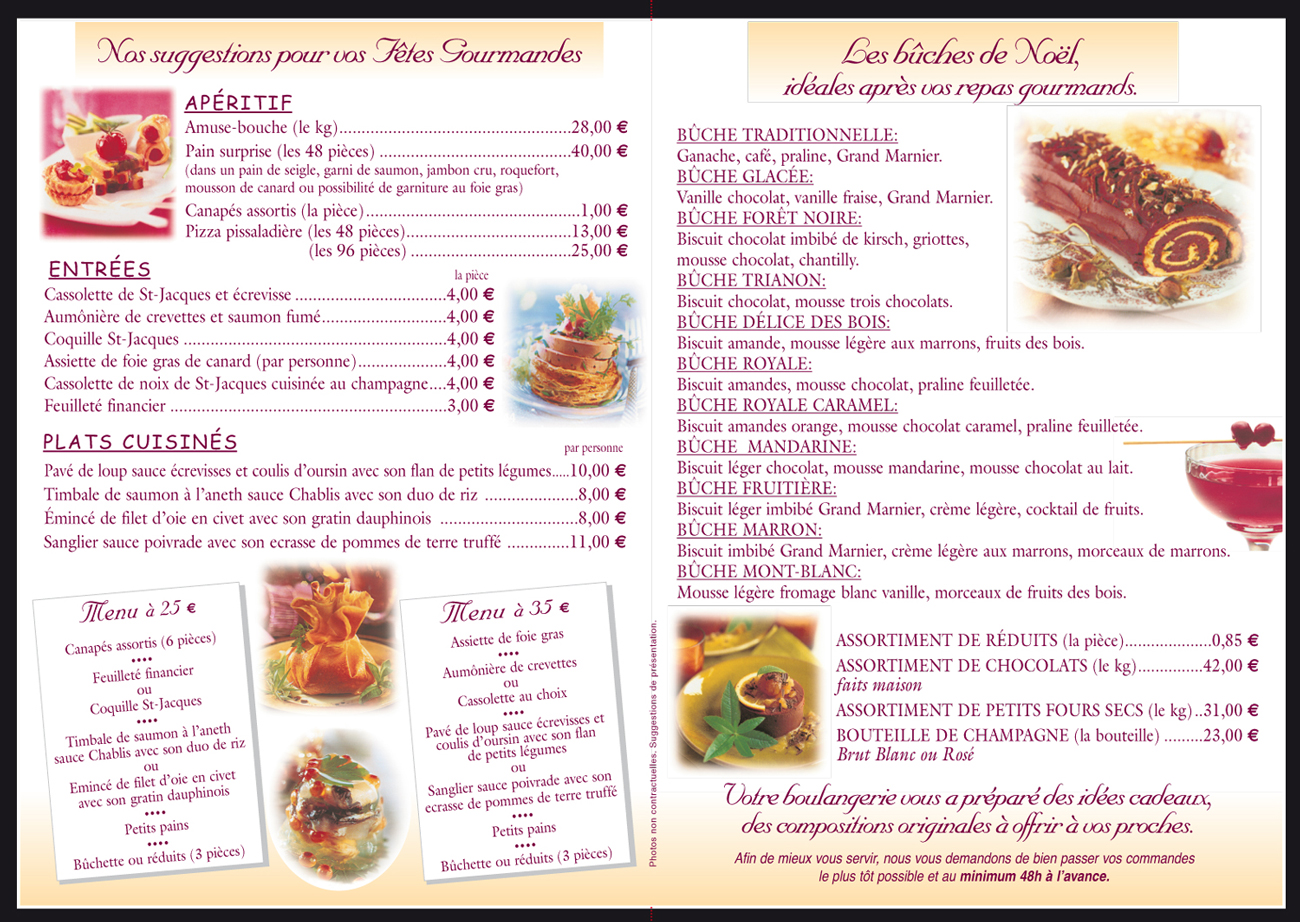 Nos suggestions pour vos Fêtes Gourmandes
APÉRITIF
Amuse-bouche (le kg)......................................................28,00 €
Pain surprise (les 48 pièces) .............................................40,00 €
(dans un pain de seigle, garni de saumon, jambon cru, roquefort,
mousson de canard ou possibilité de garniture au foie gras)
Canapés assortis (la pièce)..................................................1,00 €
Pizza pissaladière (les 48 pièces).......................................13,00 €
(les 96 pièces) .....................................25,00 €
ENTRÉES
la pièce
Cassolette de St-Jacques et écrevisse ...................................4,00 €
Aumônière de crevettes et saumon fumé.............................4,00 €
Coquille St-Jacques .............................................................4,00 €
Assiette de foie gras de canard (par personne)....................4,00 €
Cassolette de noix de St-Jacques cuisinée au champagne....4,00 €
Feuilleté financier ................................................................3,00 €
PLATS CUISINÉS
par personne
Pavé de loup sauce écrevisses et coulis d'oursin avec son flan de petits légumes.....10,00 €
Timbale de saumon à l'aneth sauce Chablis avec son duo de riz .....................8,00 €
Émincé de filet d'oie en civet avec son gratin dauphinois ...............................8,00 €
Sanglier sauce poivrade avec son ecrasse de pommes de terre truffé ..............11,00 €
Menu à 25 €
Canapés assortis (6 pièces)
••••
Feuilleté financier
ou
Coquille St-Jacques
••••
Timbale de saumon à l'aneth
sauce Chablis avec son duo de riz
ou
Emincé de filet d'oie en civet
avec son gratin dauphinois
••••
Petits pains
••••
Bûchette ou réduits (3 pièces)
Menu à 35 €
Assiette de foie gras
••••
Aumônière de crevettes
ou
Cassolette au choix
••••
Pavé de loup sauce écrevisses et
coulis d'oursin avec son flan
de petits légumes
ou
Sanglier sauce poivrade avec son
ecrasse de pommes de terre truffé
••••
Petits pains
••••
Bûchette ou réduits (3 pièces)
Photos non contractuelles. Suggestions de présentation.
Les bûches de Noël,
idéales après vos repas gourmands.
BÛCHE TRADITIONNELLE:
Ganache, café, praline, Grand Marnier.
BÛCHE GLACÉE:
Vanille chocolat, vanille fraise, Grand Marnier.
BÛCHE FORÊT NOIRE:
Biscuit chocolat imbibé de kirsch, griottes,
mousse chocolat, chantilly.
BÛCHE TRIANON:
Biscuit chocolat, mousse trois chocolats.
BÛCHE DÉLICE DES BOIS:
Biscuit amande, mousse légère aux marrons, fruits des bois.
BÛCHE ROYALE:
Biscuit amandes, mousse chocolat, praline feuilletée.
BÛCHE ROYALE CARAMEL:
Biscuit amandes orange, mousse chocolat caramel, praline feuilletée.
BÛCHE MANDARINE:
Biscuit léger chocolat, mousse mandarine, mousse chocolat au lait.
BÛCHE FRUITIÈRE:
Biscuit léger imbibé Grand Marnier, crème légère, cocktail de fruits.
BÛCHE MARRON:
Biscuit imbibé Grand Marnier, crème légère aux marrons, morceaux de marrons.
BÛCHE MONT-BLANC:
Mousse légère fromage blanc vanille, morceaux de fruits des bois.
ASSORTIMENT DE RÉDUITS (la pièce)....................0,85 €
ASSORTIMENT DE CHOCOLATS (le kg)...............42,00 €
faits maison
ASSORTIMENT DE PETITS FOURS SECS (le kg)..31,00 €
BOUTEILLE DE CHAMPAGNE (la bouteille) .........23,00 €
Brut Blanc ou Rosé
Votre boulangerie vous a préparé des idées cadeaux,
des compositions originales à offrir à vos proches.
Afin de mieux vous servir, nous vous demandons de bien passer vos commandes
le plus tôt possible et au minimum 48h à l'avance.